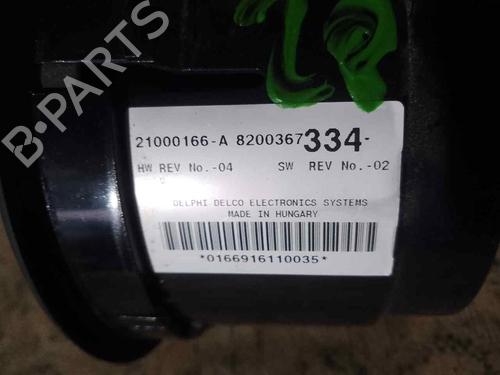 28
21000166-A 8200367334-
HW REV No.-04 SW REV No.-02
DELPHI DELCO ELECTRONICS SYSTEMS
MADE IN HUNGARY
*0166916110035*
B-PARTS